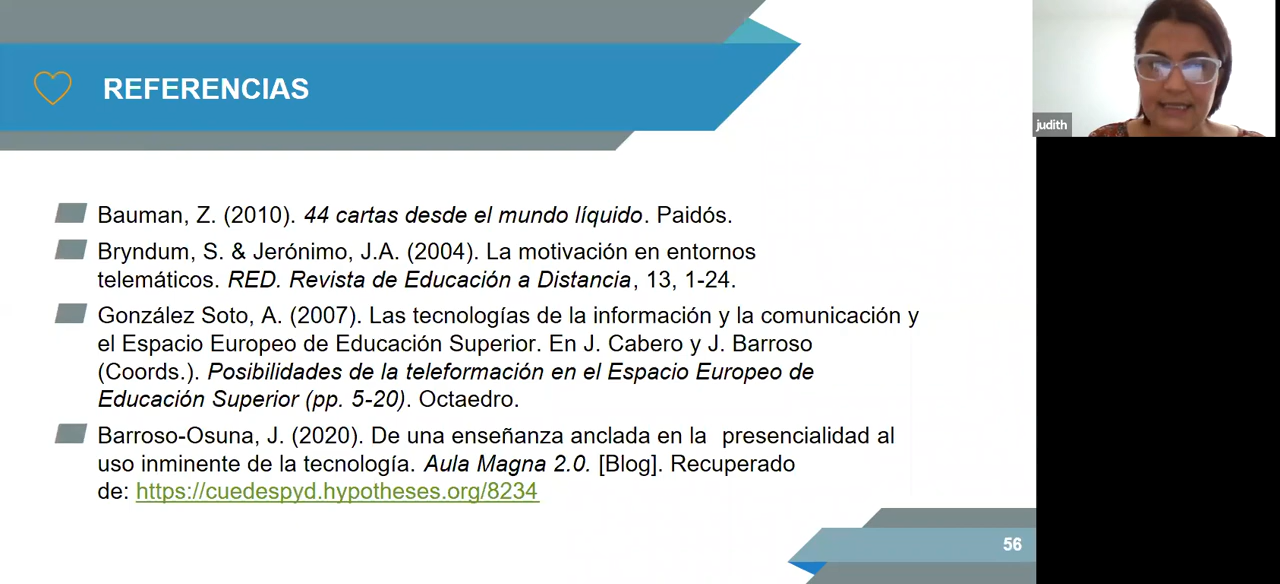 REFERENCIAS
judith
Bauman, Z. (2010). 44 cartas desde el mundo líquido. Paidós.
Bryndum, S. & Jerónimo, J.A. (2004). La motivación en entornos
telemáticos. RED. Revista de Educación a Distancia, 13, 1-24.
González Soto, A. (2007). Las tecnologías de la información y la comunicación y
el Espacio Europeo de Educación Superior. En J. Cabero y J. Barroso
(Coords.). Posibilidades de la teleformación en el Espacio Europeo de
Educación Superior (pp. 5-20). Octaedro.
Barroso-Osuna, J. (2020). De una enseñanza anclada en la presencialidad al
uso inminente de la tecnología. Aula Magna 2.0. [Blog]. Recuperado
de: https://cuedespyd.hypotheses.org/8234
56